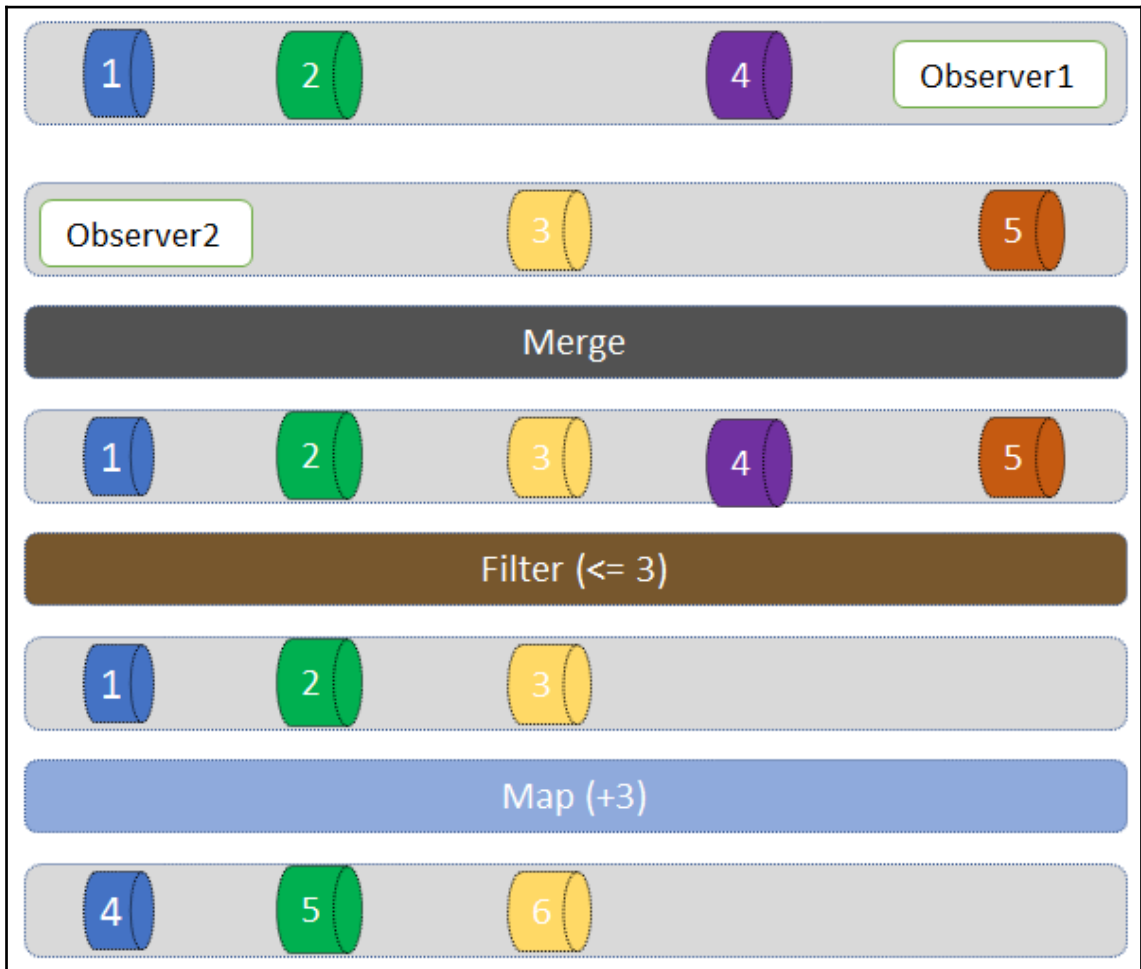 1 2 4 Observer1
Observer2 3 5
Merge
1 2 3 4 5
Filter (<= 3)
1 2 3
Map (+3)
4 5 6